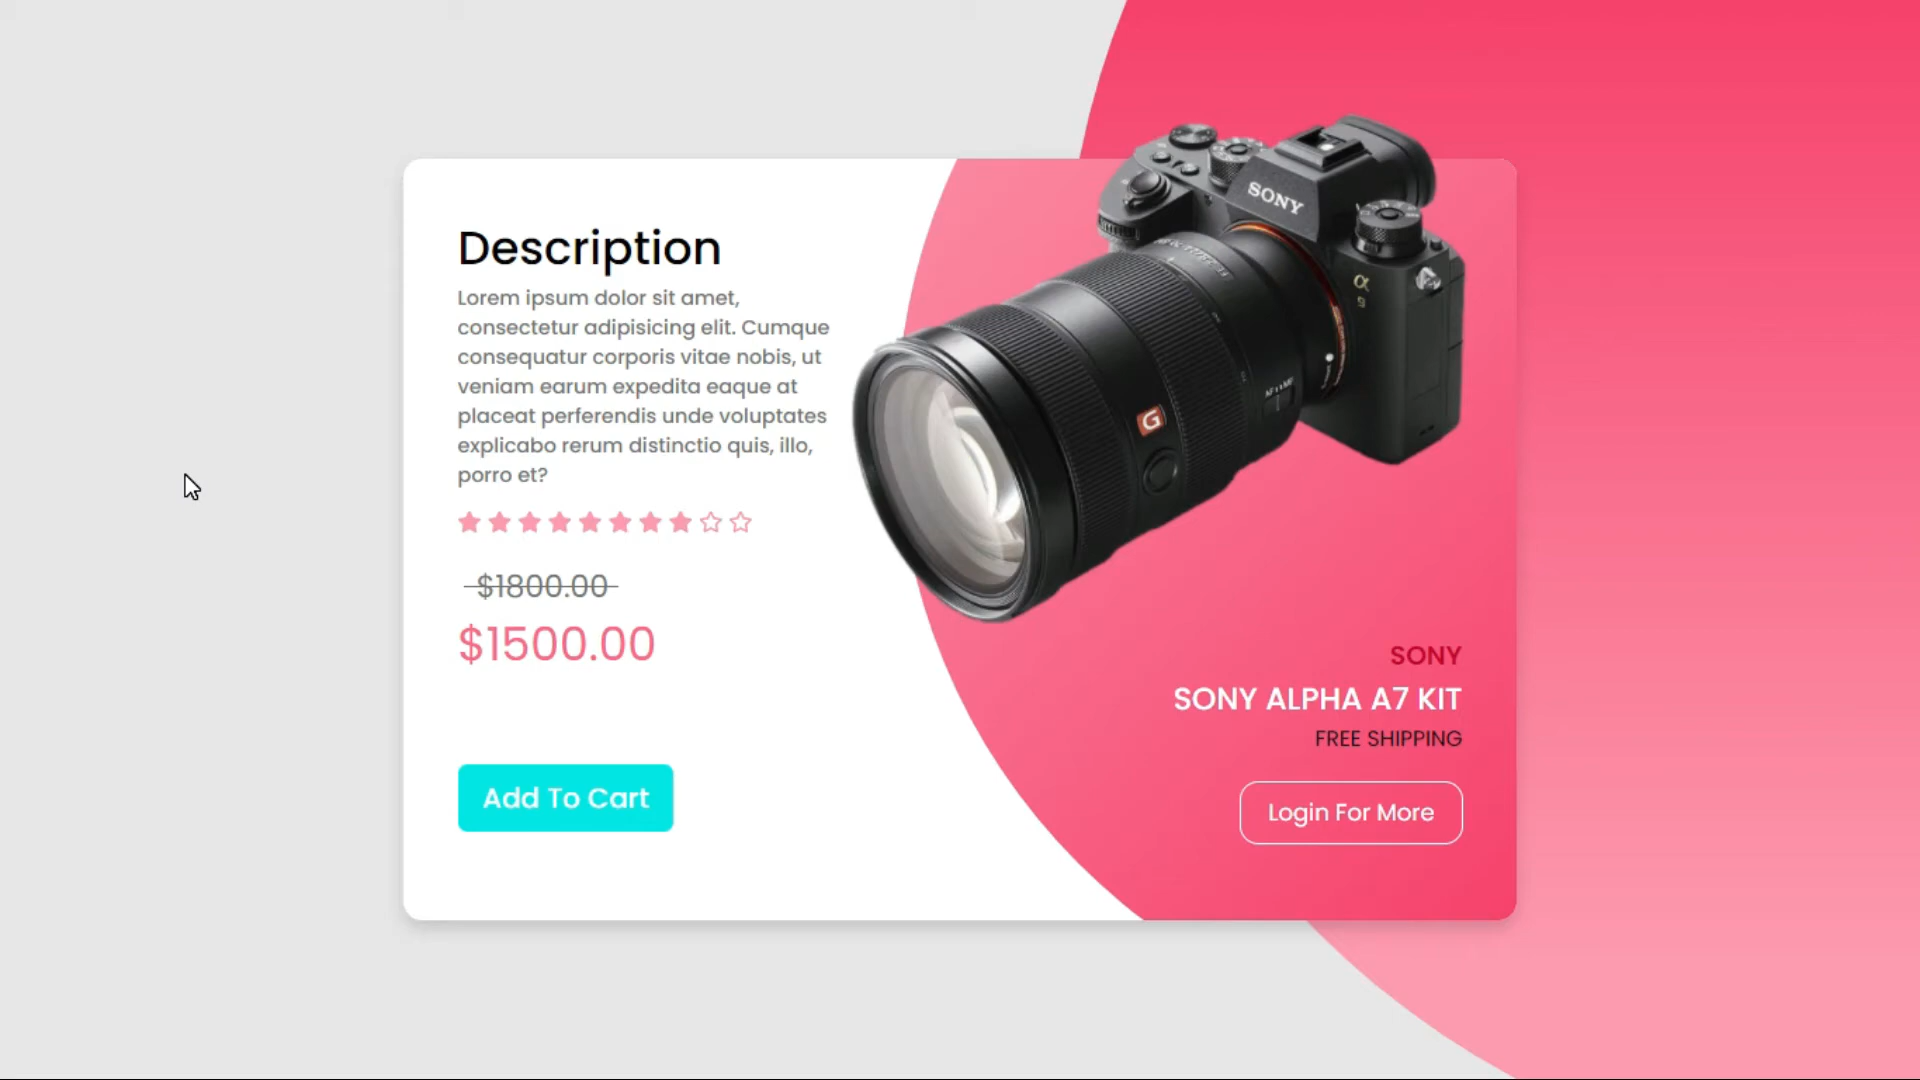 Description
Lorem ipsum dolor sit amet,
consectetur adipisicing elit. Cumque
consequatur corporis vitae nobis, ut
veniam earum expedita eaque at
placeat perferendis unde voluptates
explicabo rerum distinctio quis, illo,
porro et?
$1800.00
$1500.00
Add To Cart
SONY
α
G
SONY
SONY ALPHA A7 KIT
FREE SHIPPING
Login For More